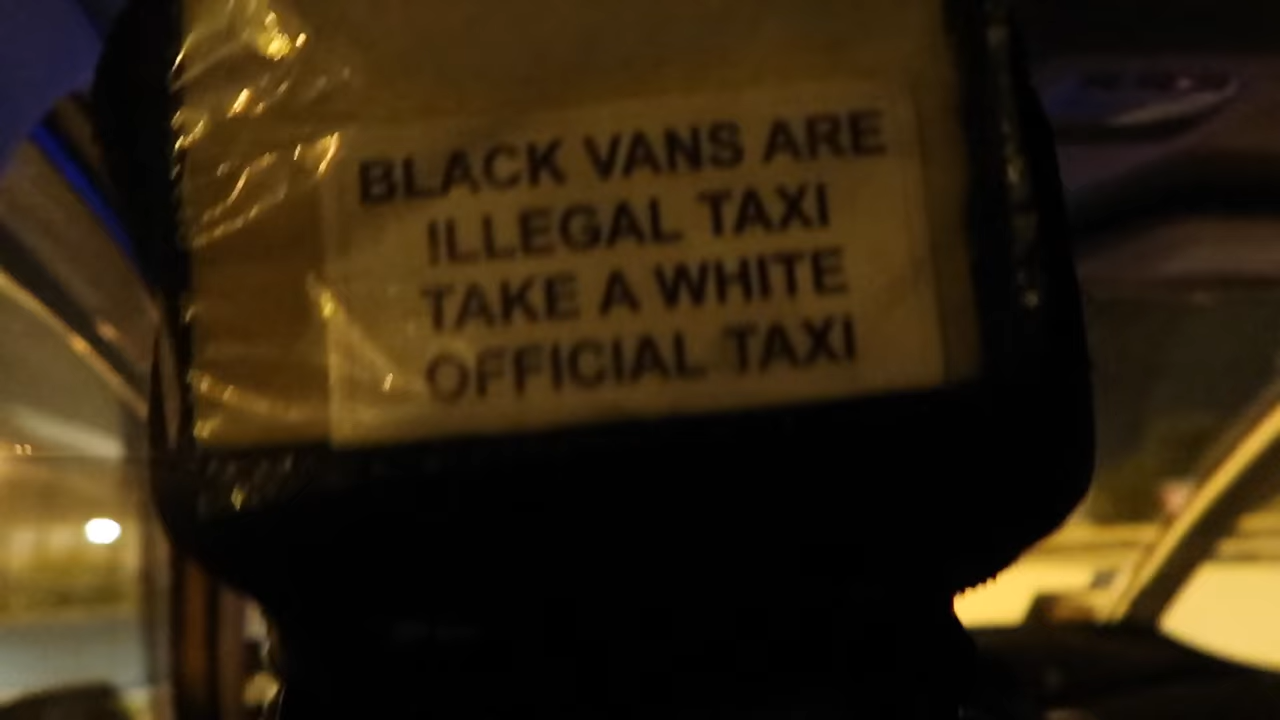 BLACK VANS ARE
ILLEGAL TAXI
TAKE A WHITE
OFFICIAL TAXI